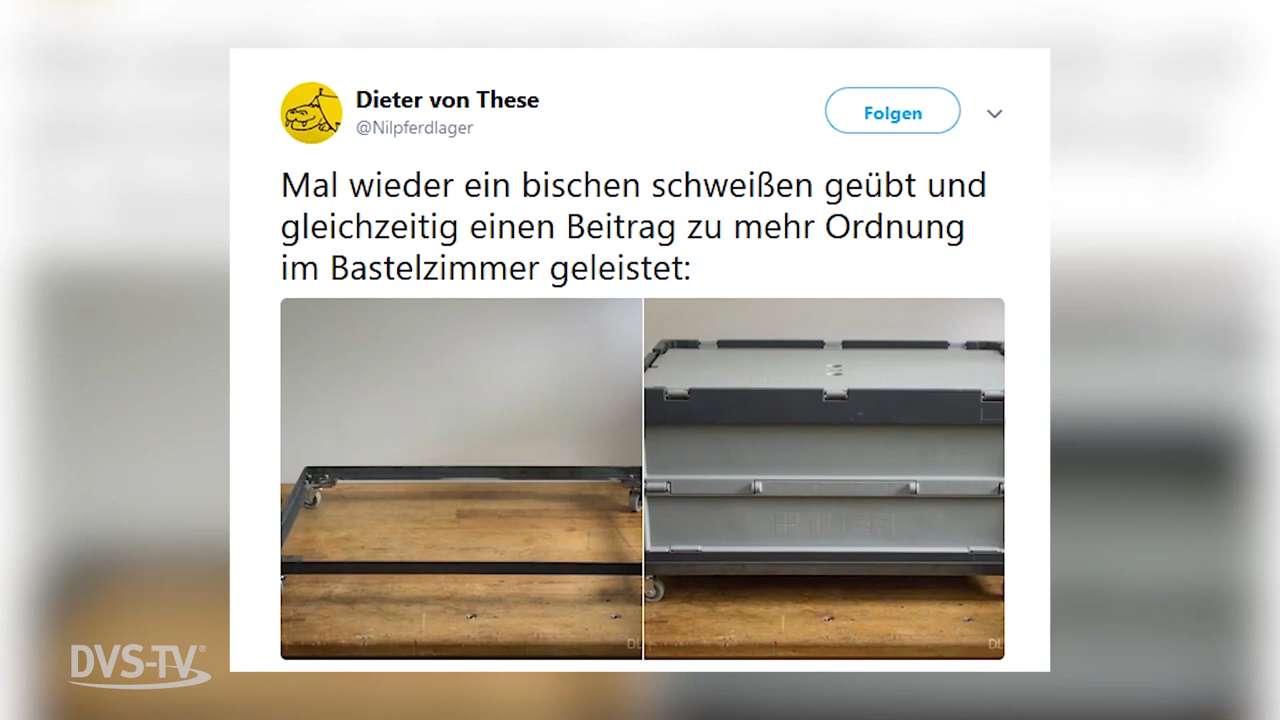 Dieter von These
@Nilpferdlager
Folgen
Mal wieder ein bischen schweißen geübt und
gleichzeitig einen Beitrag zu mehr Ordnung
im Bastelzimmer geleistet:
DVS-TV®